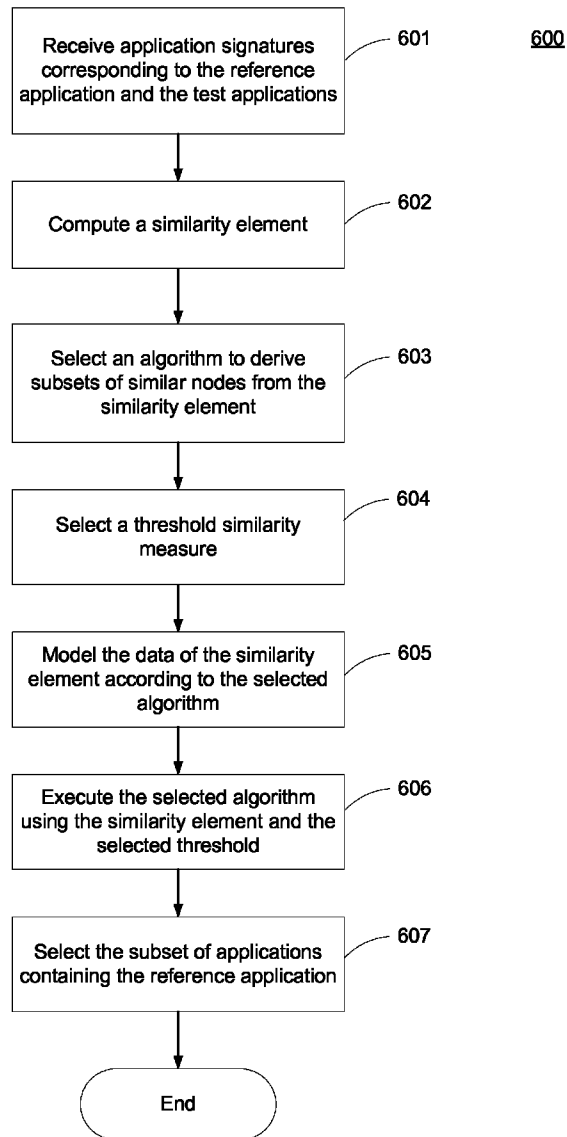 Receive application signatures
corresponding to the reference
application and the test applications
601
600
Compute a similarity element
602
Select an algorithm to derive
subsets of similar nodes from the
similarity element
603
Select a threshold similarity
measure
604
Model the data of the similarity
element according to the selected
algorithm
605
Execute the selected algorithm
using the similarity element and the
selected threshold
606
Select the subset of applications
containing the reference application
607
End